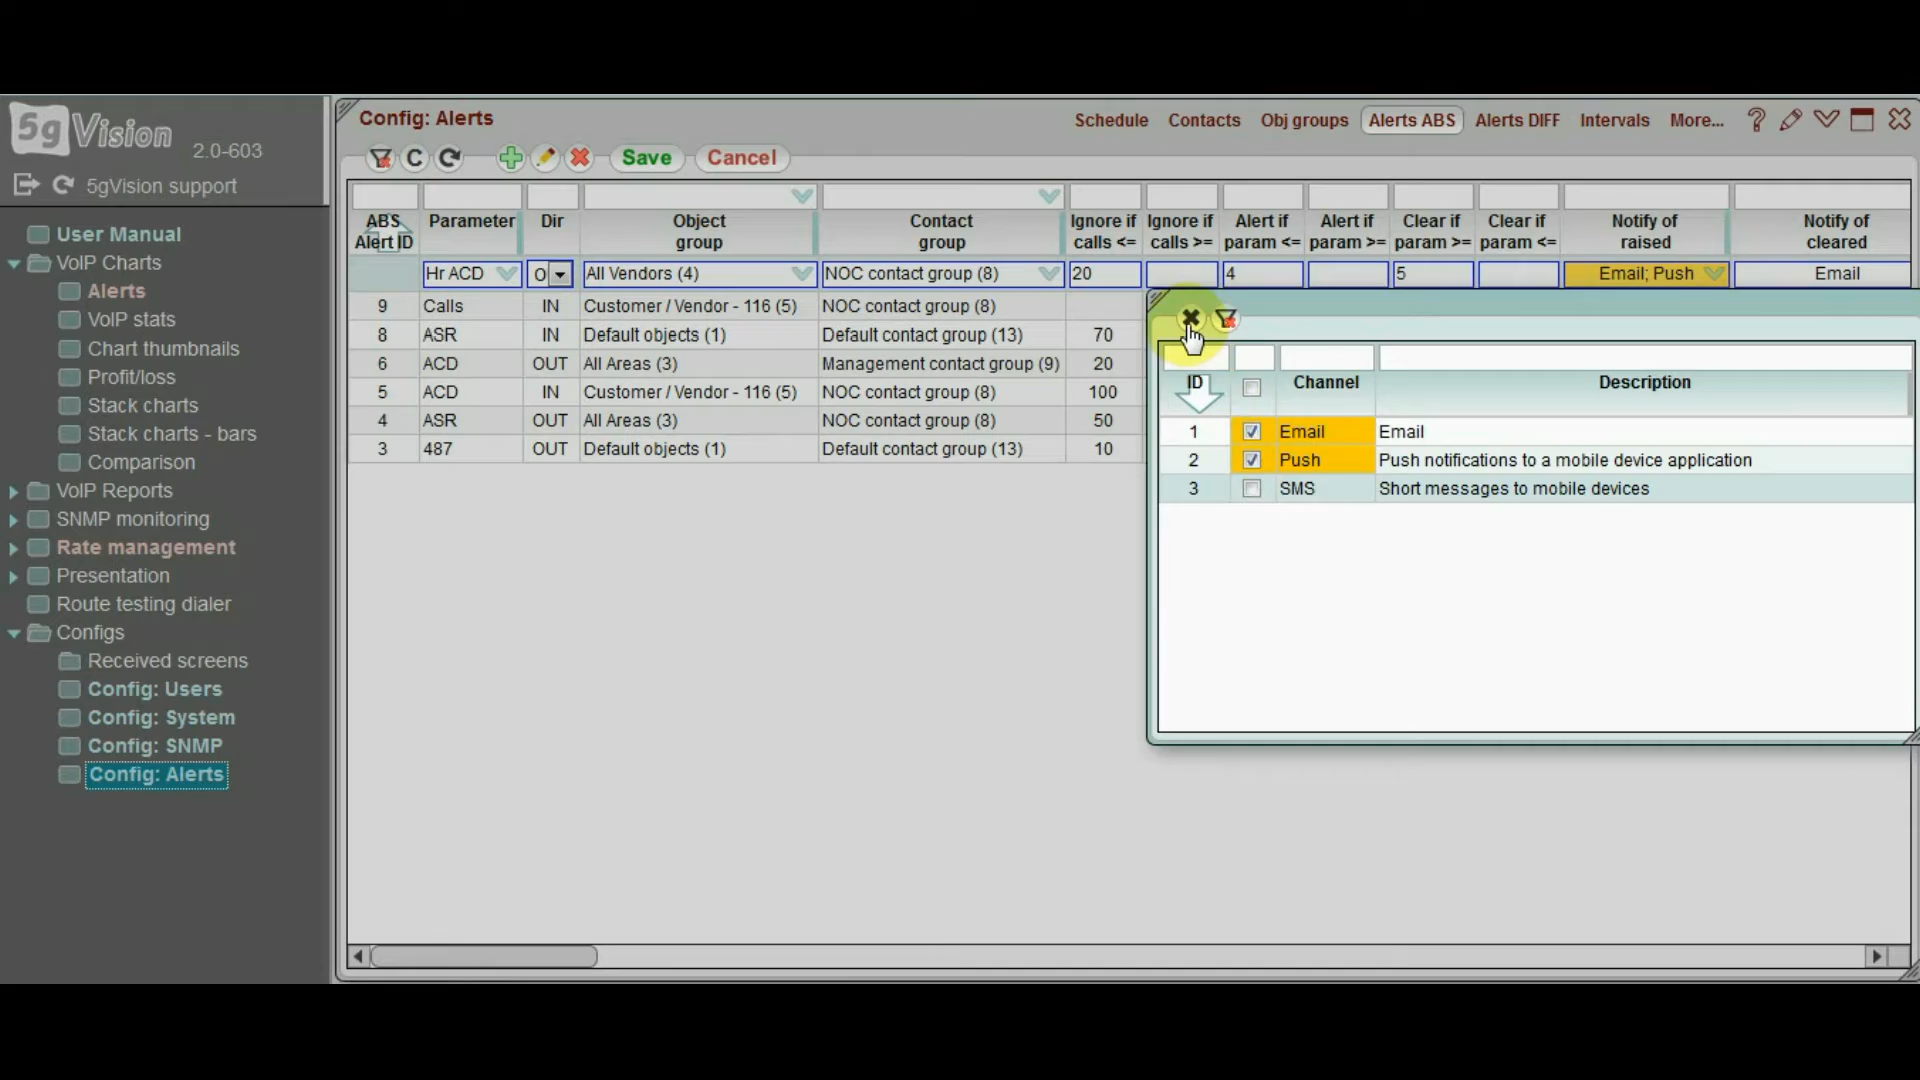 5gVision 2.0-603
5gVision support
User Manual
VoIP Charts
Alerts
VoIP stats
Chart thumbnails
Profit/loss
Stack charts
Stack charts - bars
Comparison
VoIP Reports
SNMP monitoring
Rate management
Presentation
Route testing dialer
Configs
Received screens
Config: Users
Config: System
Config: SNMP
Config: Alerts
Config: Alerts
Schedule Contacts Obj groups Alerts ABS Alerts DIFF Intervals More... ?
C Save Cancel
ABS Parameter Dir Object Contact Ignore if Ignore if Alert if Alert if Clear if Clear if Notify of Notify of
Alert ID group group calls <= calls >= param <= param >= param >= param <= raised cleared
Hr ACD O All Vendors (4) NOC contact group (8) 20 4 5 Email; Push Email
9 Calls IN Customer / Vendor - 116 (5) NOC contact group (8)
8 ASR IN Default objects (1) Default contact group (13) 70
6 ACD OUT All Areas (3) Management contact group (9) 20
5 ACD IN Customer / Vendor - 116 (5) NOC contact group (8) 100
4 ASR OUT All Areas (3) NOC contact group (8) 50
3 487 OUT Default objects (1) Default contact group (13) 10
ID Channel Description
1 Email Email
2 Push Push notifications to a mobile device application
3 SMS Short messages to mobile devices